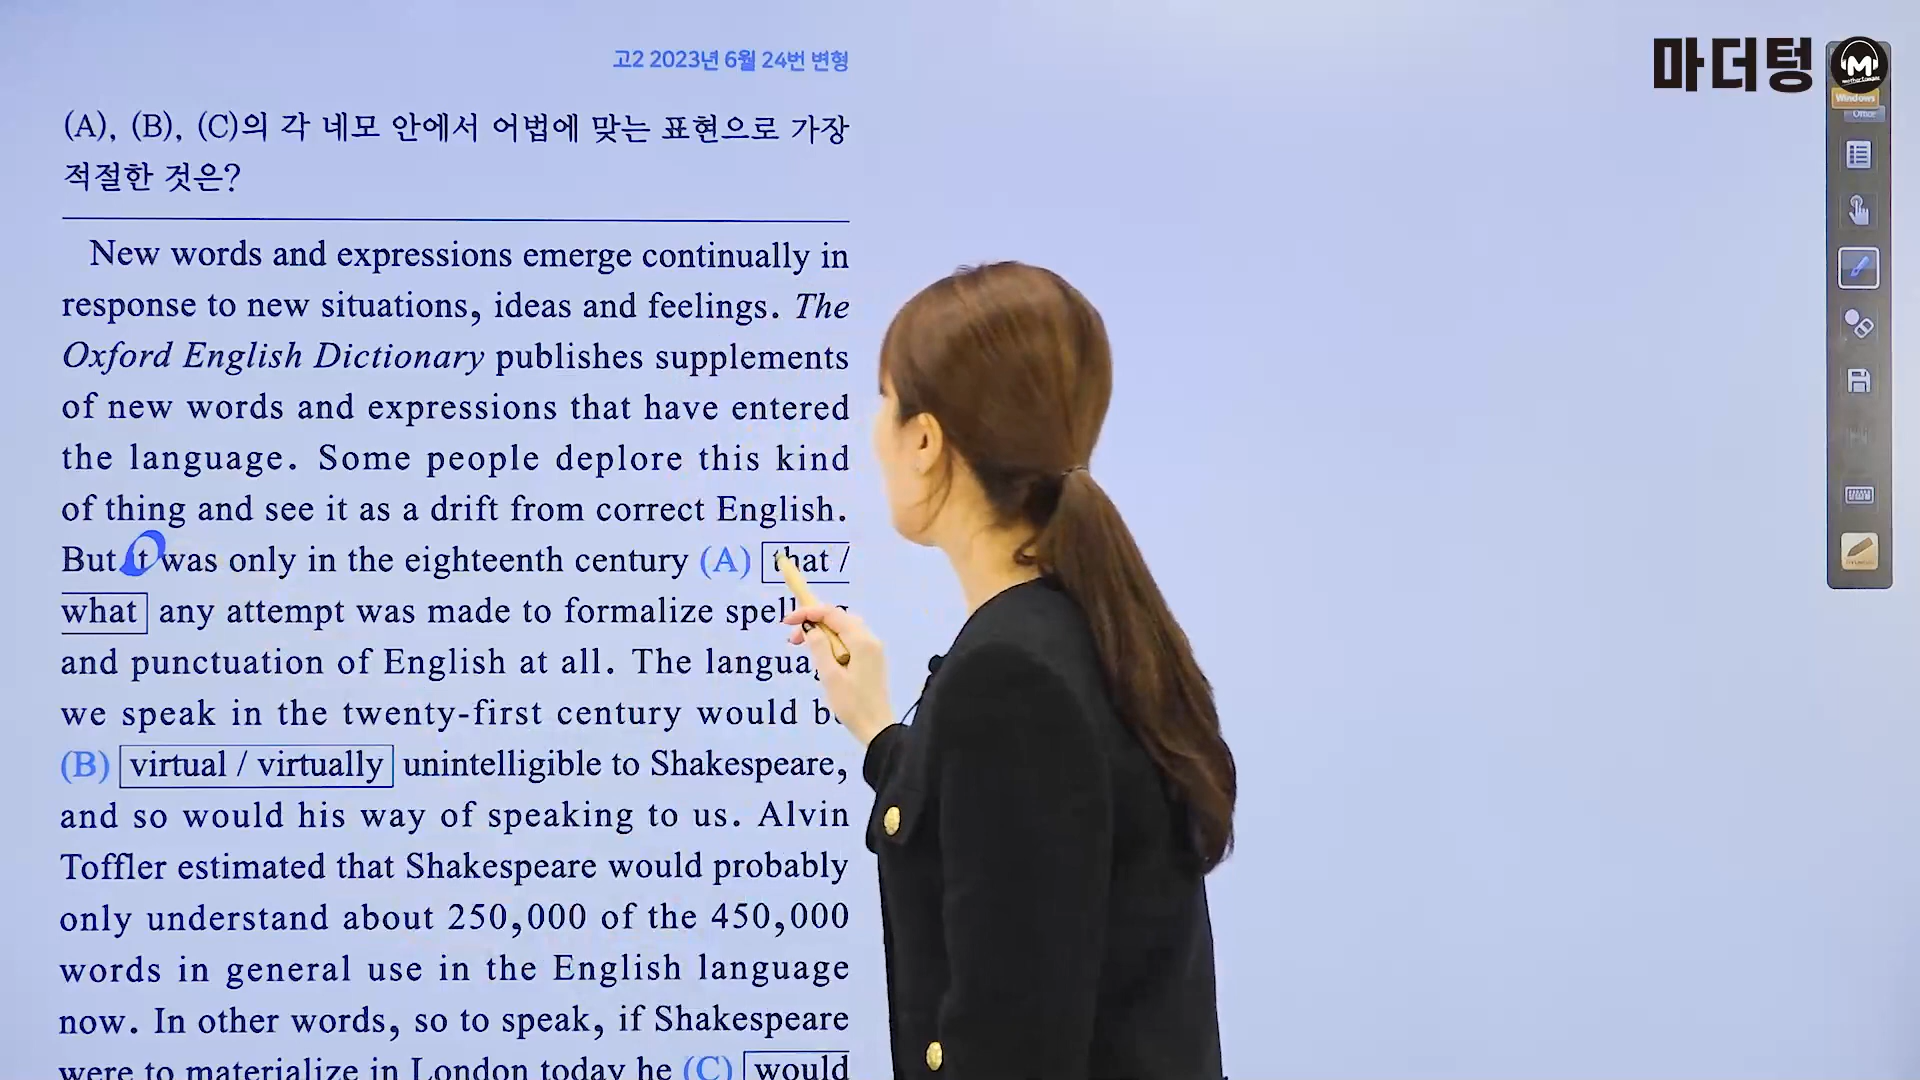 고2 2023년 6월 24번 변형
마더텅
M
Windows
Office
(A), (B), (C)의 각 네모 안에서 어법에 맞는 표현으로 가장
적절한 것은?
New words and expressions emerge continually in
response to new situations, ideas and feelings. The
Oxford English Dictionary publishes supplements
of new words and expressions that have entered
the language. Some people deplore this kind
of thing and see it as a drift from correct English.
But it was only in the eighteenth century (A) that /
what any attempt was made to formalize
and punctuation of English at all. The
we speak in the twenty-first century would
(B) virtual / virtually unintelligible to Shakespeare,
and so would his way of speaking to us. Alvin
Toffler estimated that Shakespeare would probably
only understand about 250,000 of the 450,000
words in general use in the English language
now. In other words, so to speak, if Shakespeare
were to materialize in London today he (C) would